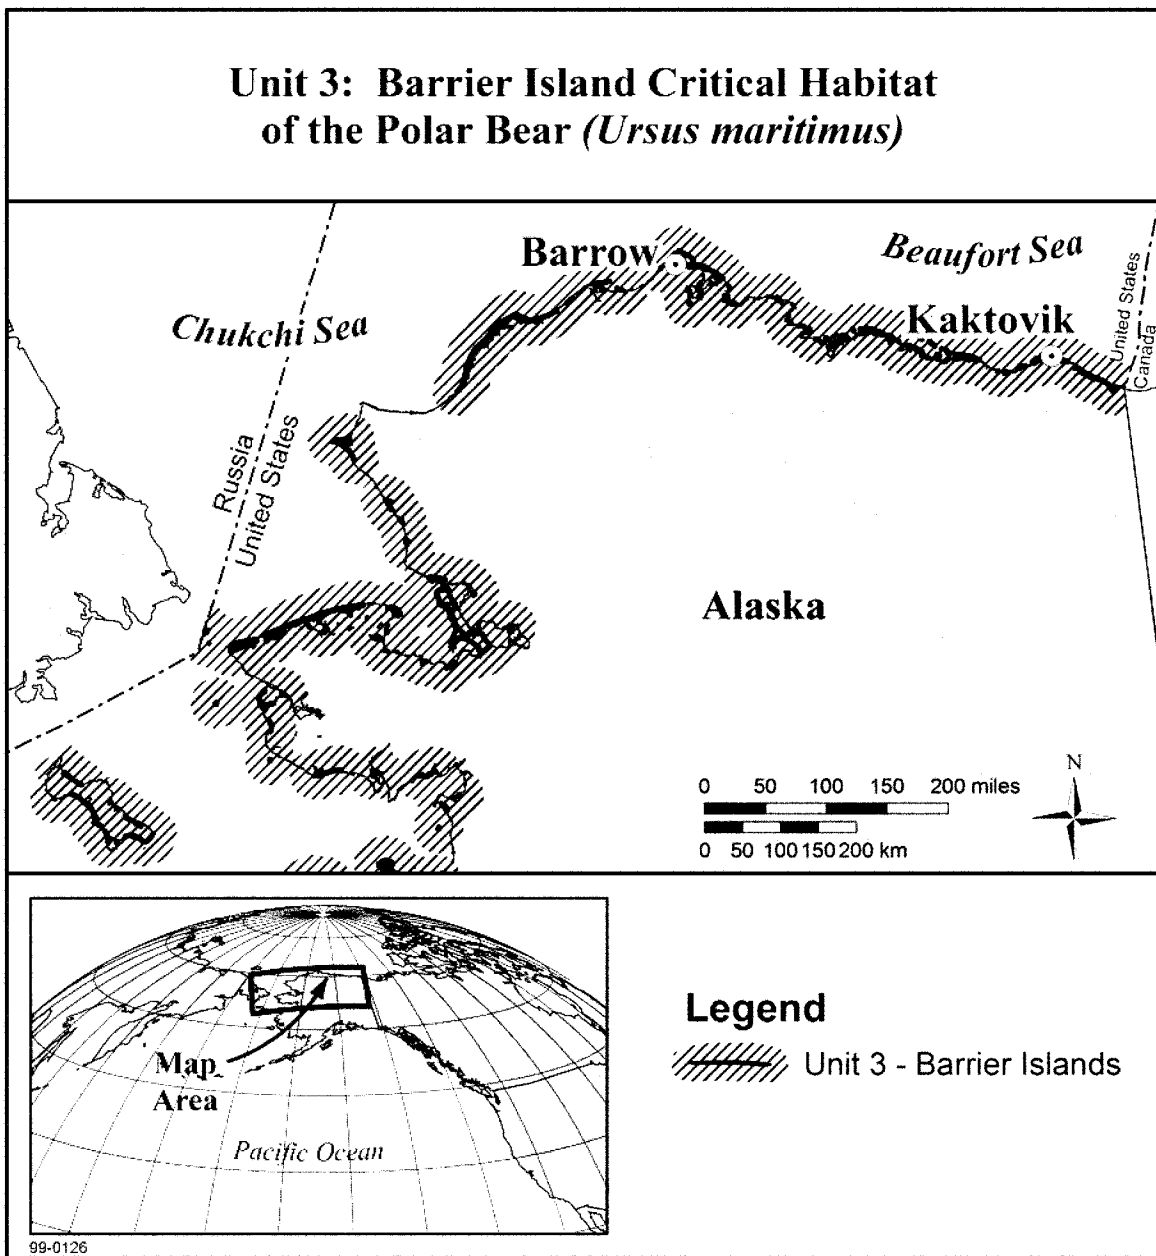 Unit 3: Barrier Island Critical Habitat
of the Polar Bear (Ursus maritimus)
Barrow
Beaufort Sea
Chukchi Sea
Kaktovik
United States
Canada
Russia
United States
Alaska
N
0 50 100 150 200 miles
0 50 100 150 200 km
Map
Area
Pacific Ocean
Legend
Unit 3 - Barrier Islands
99-0126